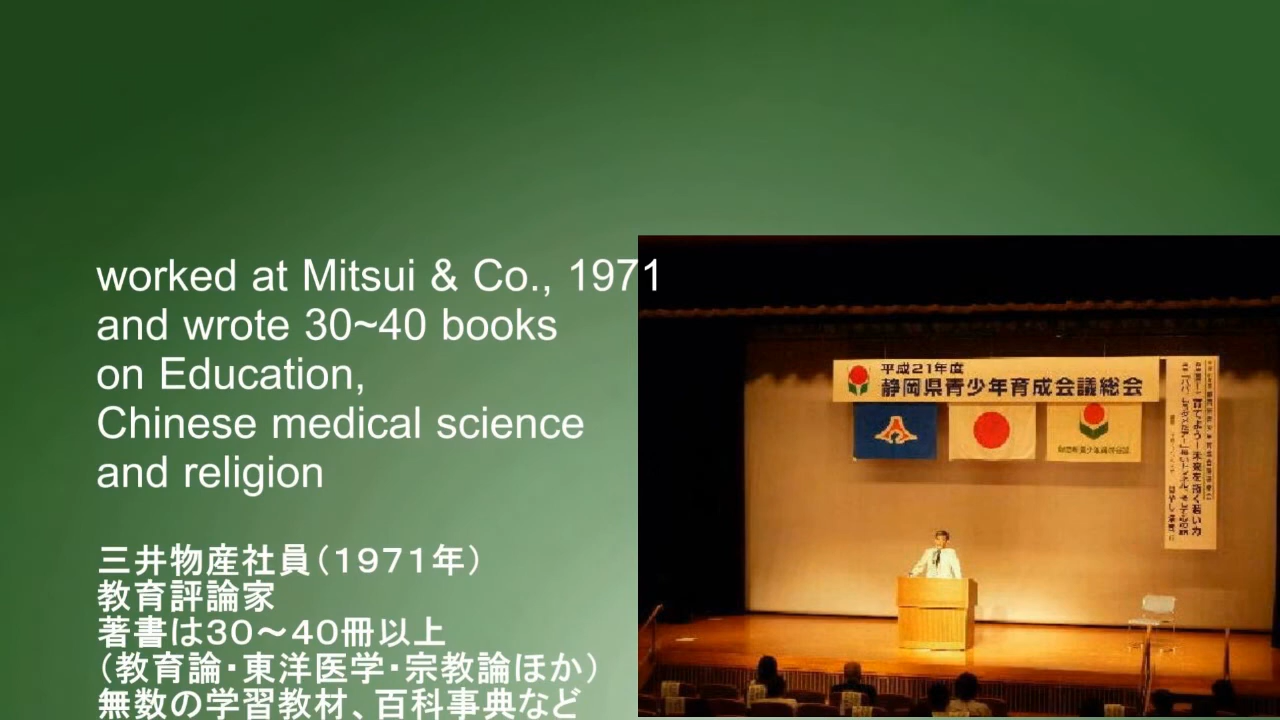 worked at Mitsui & Co., 1971
and wrote 30~40 books
on Education,
Chinese medical science
and religion
三井物産社員（1971年）
教育評論家
著書は30～40冊以上
（教育論・東洋医学・宗教論ほか）
無数の学習教材、百科事典など
平成21年度
静岡県青少年育成会議総会